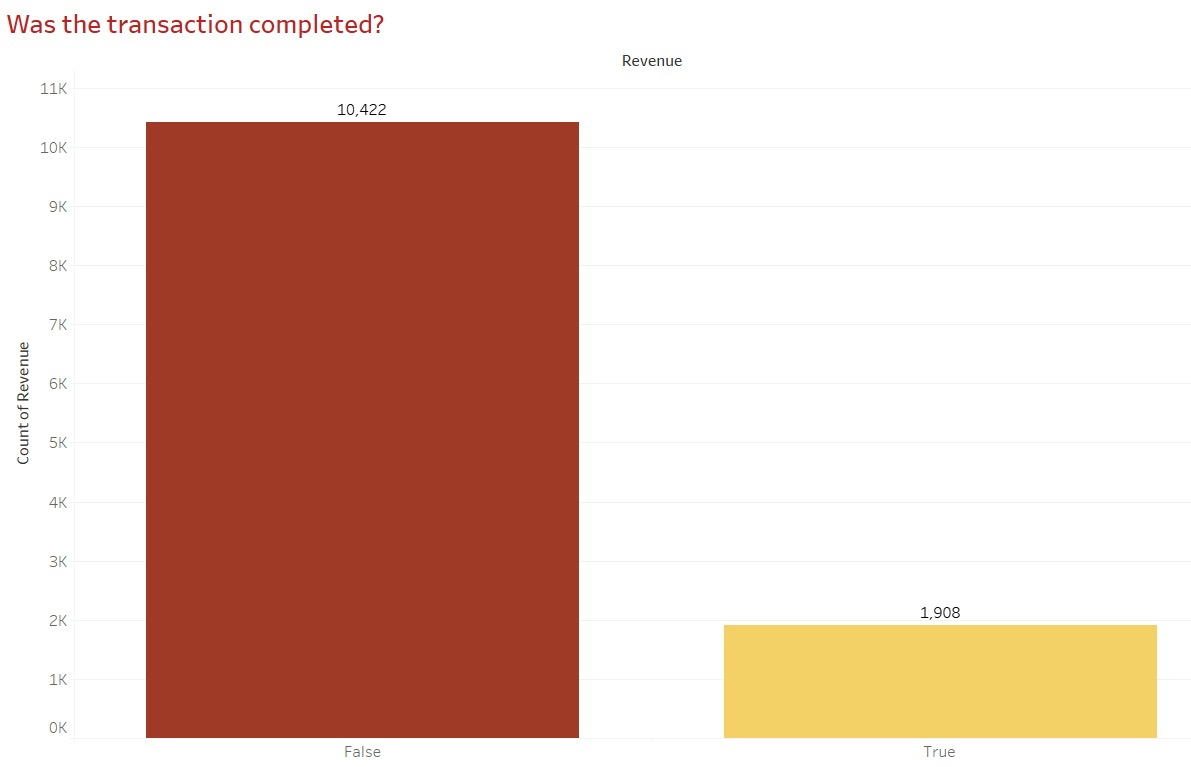 Was the transaction completed?
Revenue
11K
10,422
10K
9K
8K
7K
6K
5K
4K
3K
2K
1,908
1K
0K
Count of Revenue
False
True